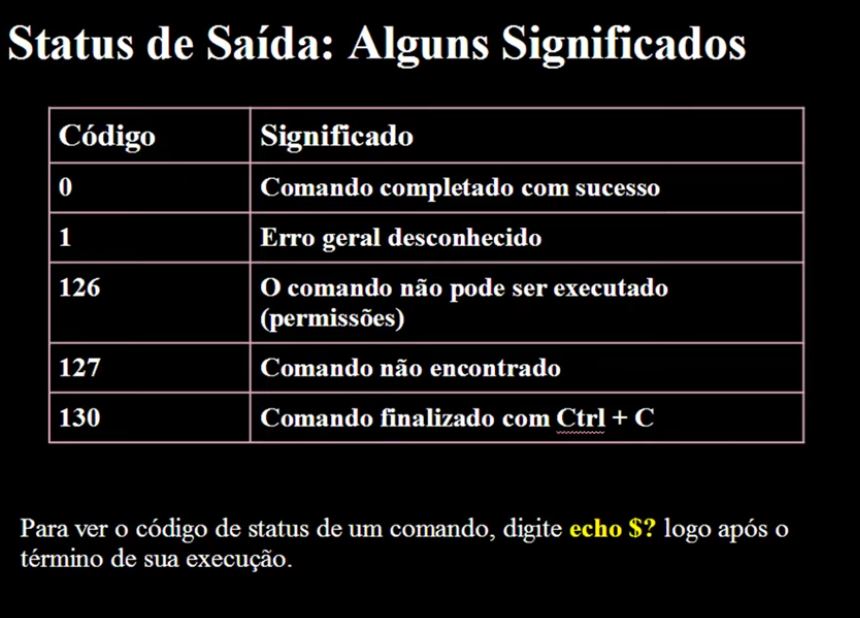 Status de Saída: Alguns Significados
Código Significado
0 Comando completado com sucesso
1 Erro geral desconhecido
126 O comando não pode ser executado
(permissões)
127 Comando não encontrado
130 Comando finalizado com Ctrl + C
Para ver o código de status de um comando, digite echo $? logo após o
término de sua execução.